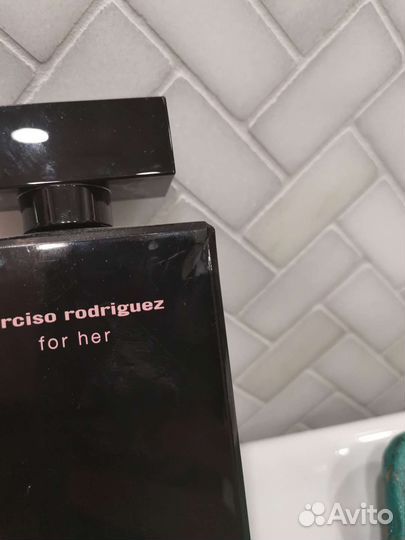 rciso rodriguez
for her
Avito